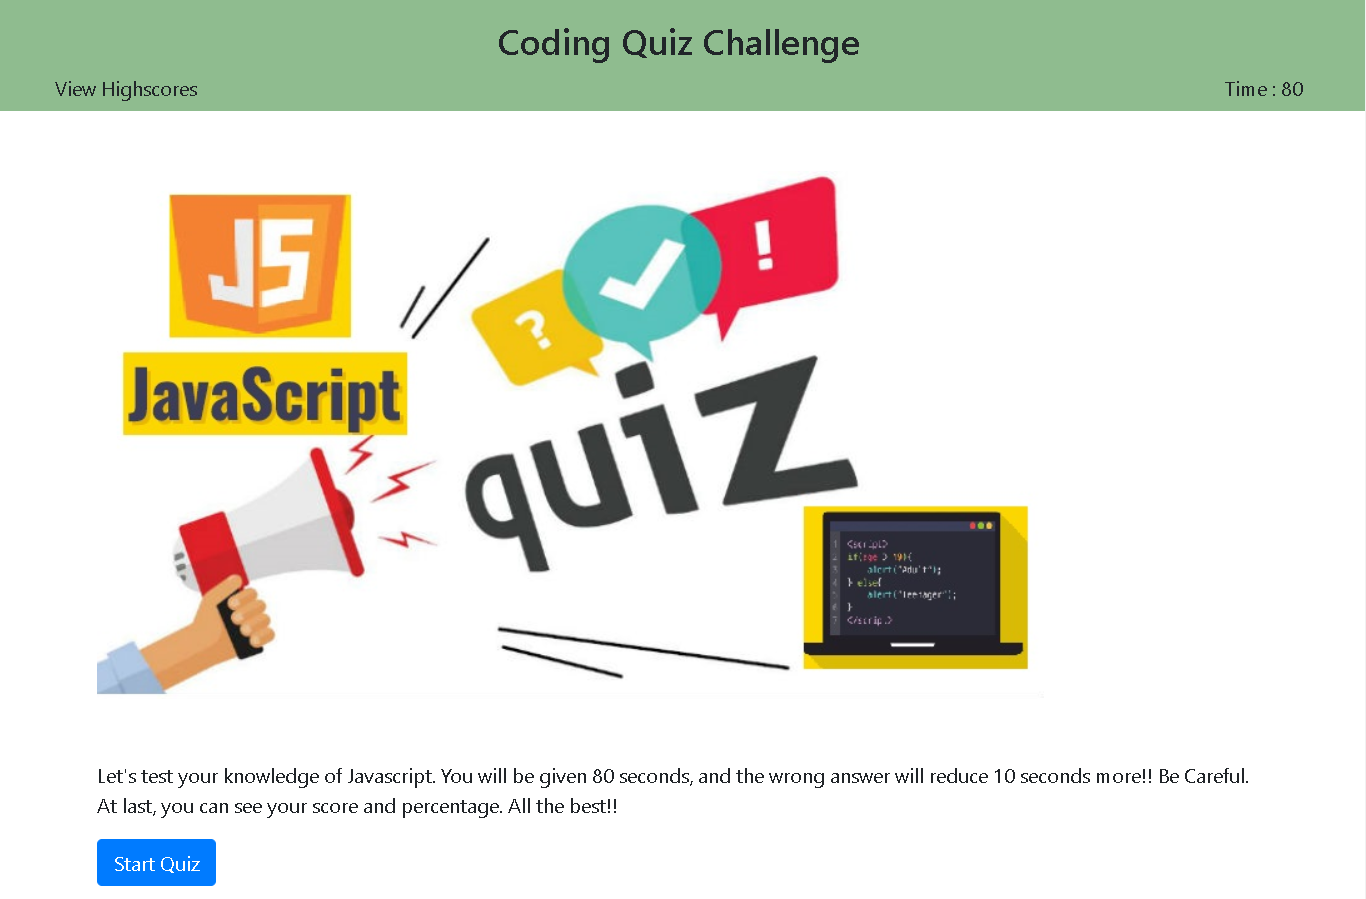 Coding Quiz Challenge
View Highscores
Time : 80
JS
JavaScript
?
!
quiz
1 <script>
2 if(age > 19){
3 alert("Adult");
4 } else{
5 alert("Teenager");
6 }
7 </script>
Let's test your knowledge of Javascript. You will be given 80 seconds, and the wrong answer will reduce 10 seconds more!! Be Careful.
At last, you can see your score and percentage. All the best!!
Start Quiz